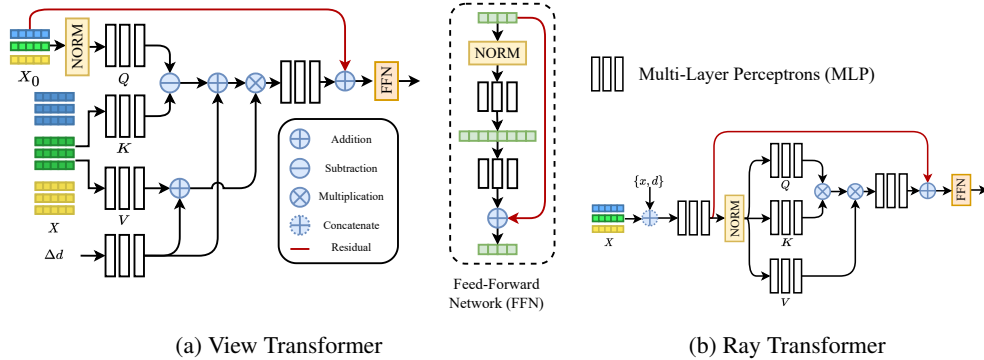 X₀
NORM
Q
K
V
X
Δd
FFN
Addition
Subtraction
Multiplication
Concatenate
Residual
NORM
Feed-Forward
Network (FFN)
Multi-Layer Perceptrons (MLP)
{x, d}
X
NORM
Q
K
V
FFN
(a) View Transformer
(b) Ray Transformer